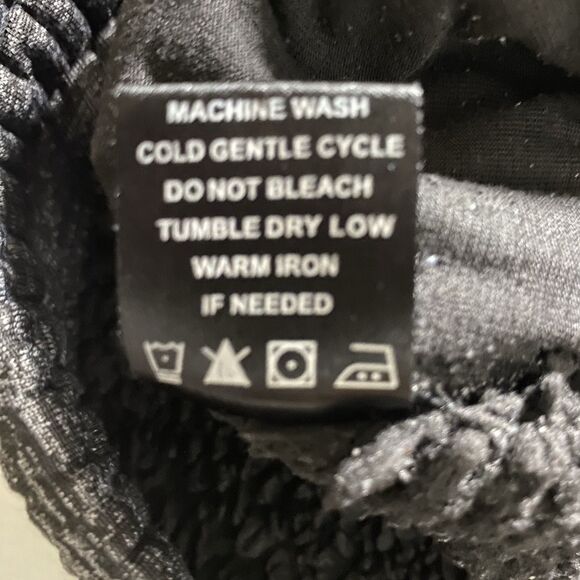 MACHINE WASH
COLD GENTLE CYCLE
DO NOT BLEACH
TUMBLE DRY LOW
WARM IRON
IF NEEDED